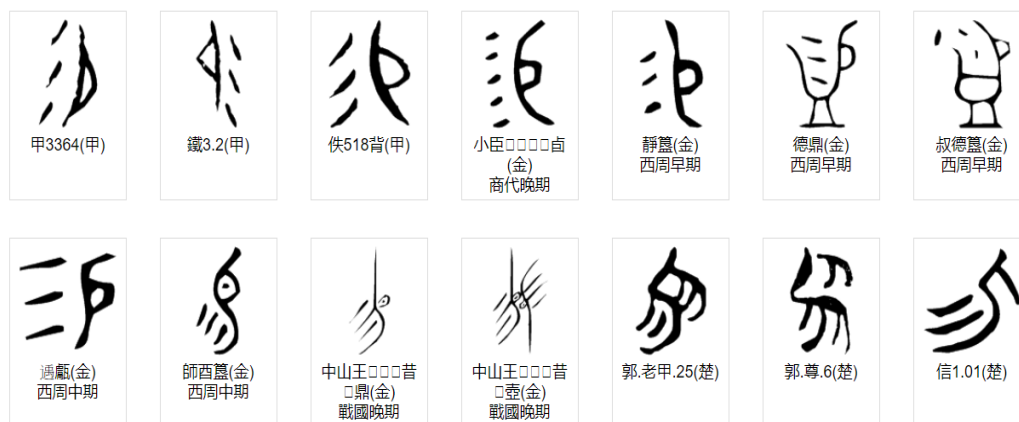 甲3364(甲)
鐵3.2(甲)
佚518背(甲)
小臣□□□□卣
(金)
商代晚期
靜簋(金)
西周早期
德鼎(金)
西周早期
叔德簋(金)
西周早期
遇甗(金)
西周中期
師酉簋(金)
西周中期
中山王□□□昔
□鼎(金)
戰國晚期
中山王□□□昔
□壺(金)
戰國晚期
郭.老甲.25(楚)
郭.尊.6(楚)
信1.01(楚)